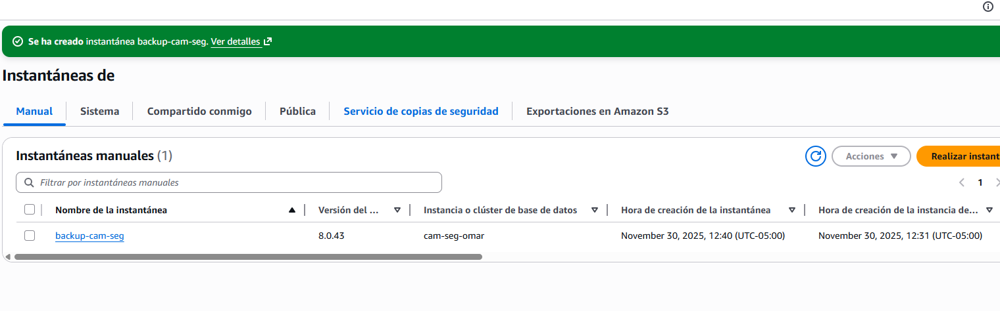 Se ha creado instantánea backup-cam-seg. Ver detalles
Instantáneas de
Manual Sistema Compartido conmigo Pública Servicio de copias de seguridad Exportaciones en Amazon S3
Instantáneas manuales (1)
Acciones
Realizar instant
Filtrar por instantáneas manuales
1
Nombre de la instantánea Versión del ... Instancia o clúster de base de datos Hora de creación de la instantánea Hora de creación de la instancia de...
backup-cam-seg 8.0.43 cam-seg-omar November 30, 2025, 12:40 (UTC-05:00) November 30, 2025, 12:31 (UTC-05:00)